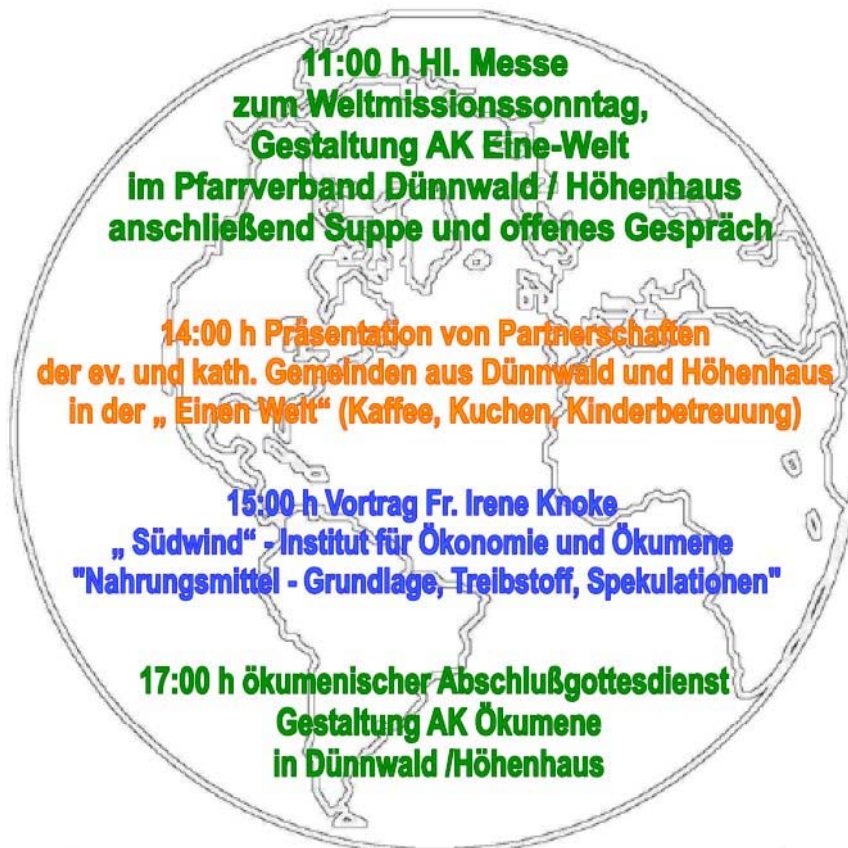 11:00 h Hl. Messe
zum Weltmissionssonntag,
Gestaltung AK Eine-Welt
im Pfarrverband Dünnwald / Höhenhaus
anschließend Suppe und offenes Gespräch
14:00 h Präsentation von Partnerschaften
der ev. und kath. Gemeinden aus Dünnwald und Höhenhaus
in der „ Einen Welt“ (Kaffee, Kuchen, Kinderbetreuung)
15:00 h Vortrag Fr. Irene Knoke
„ Südwind“ - Institut für Ökonomie und Ökumene
"Nahrungsmittel - Grundlage, Treibstoff, Spekulationen"
17:00 h ökumenischer Abschlußgottesdienst
Gestaltung AK Ökumene
in Dünnwald /Höhenhaus